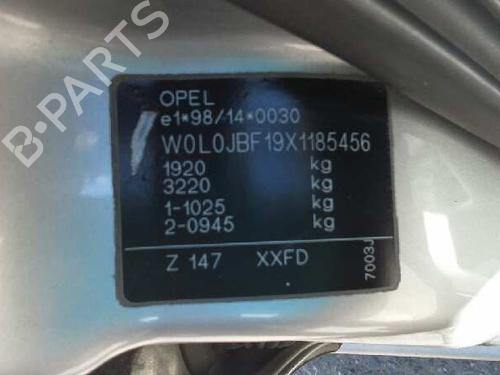 OPEL
e1*98/14*0030
W0L0JBF19X1185456
1920 kg
3220 kg
1-1025 kg
2-0945 kg
Z 147 XXFD
7003J
B-PARTS